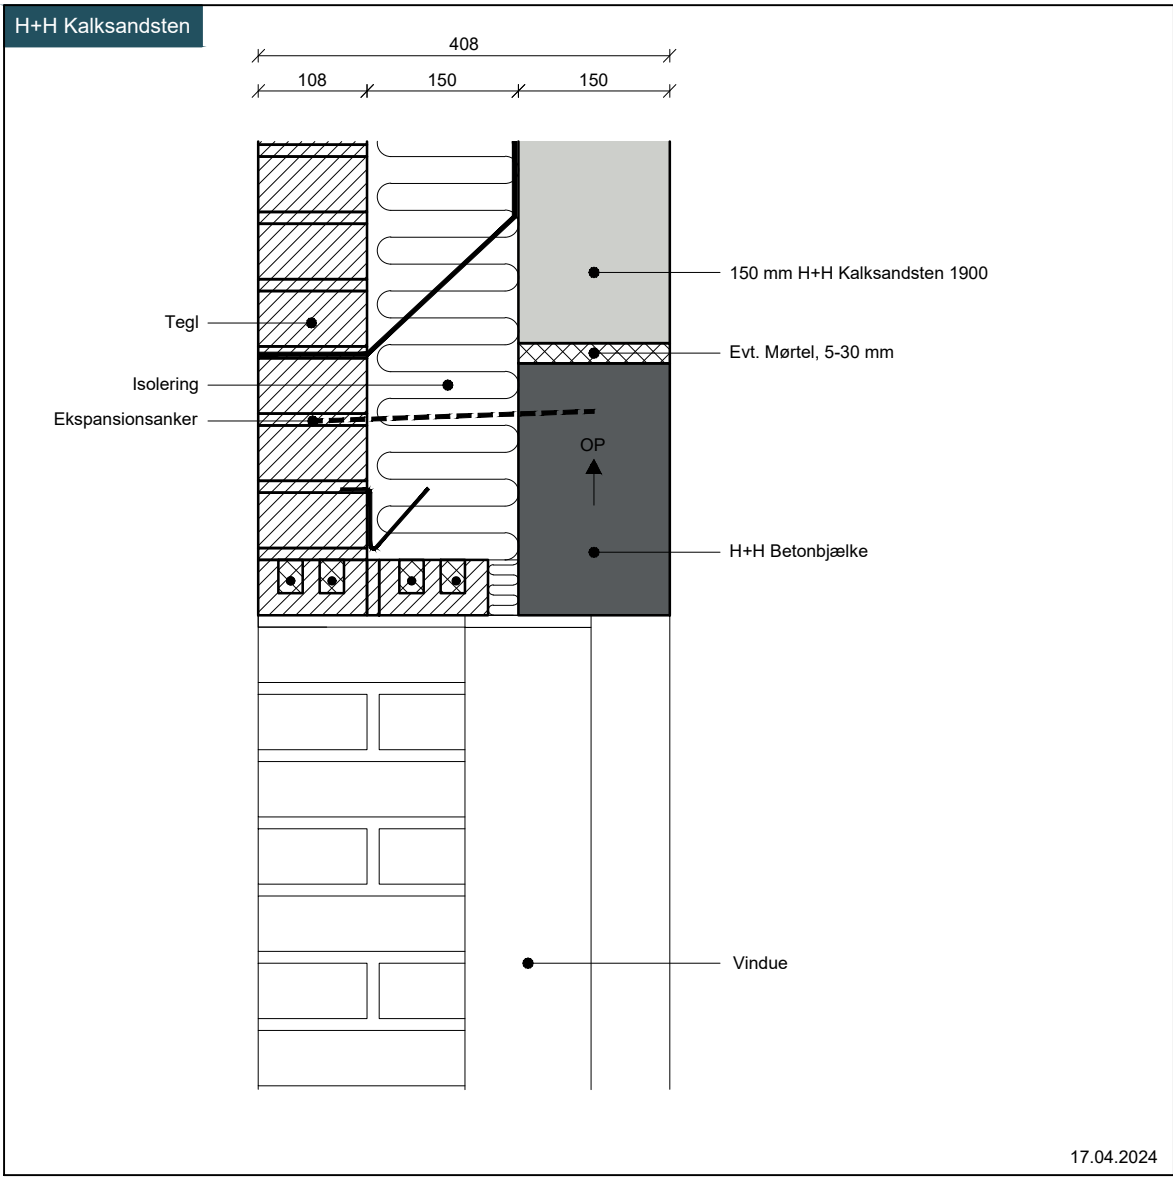 H+H Kalksandsten
408
108
150
150
150 mm H+H Kalksandsten 1900
Tegl
Evt. Mørtel, 5-30 mm
Isolering
Ekspansionsanker
OP
H+H Betonbjælke
Vindue
17.04.2024